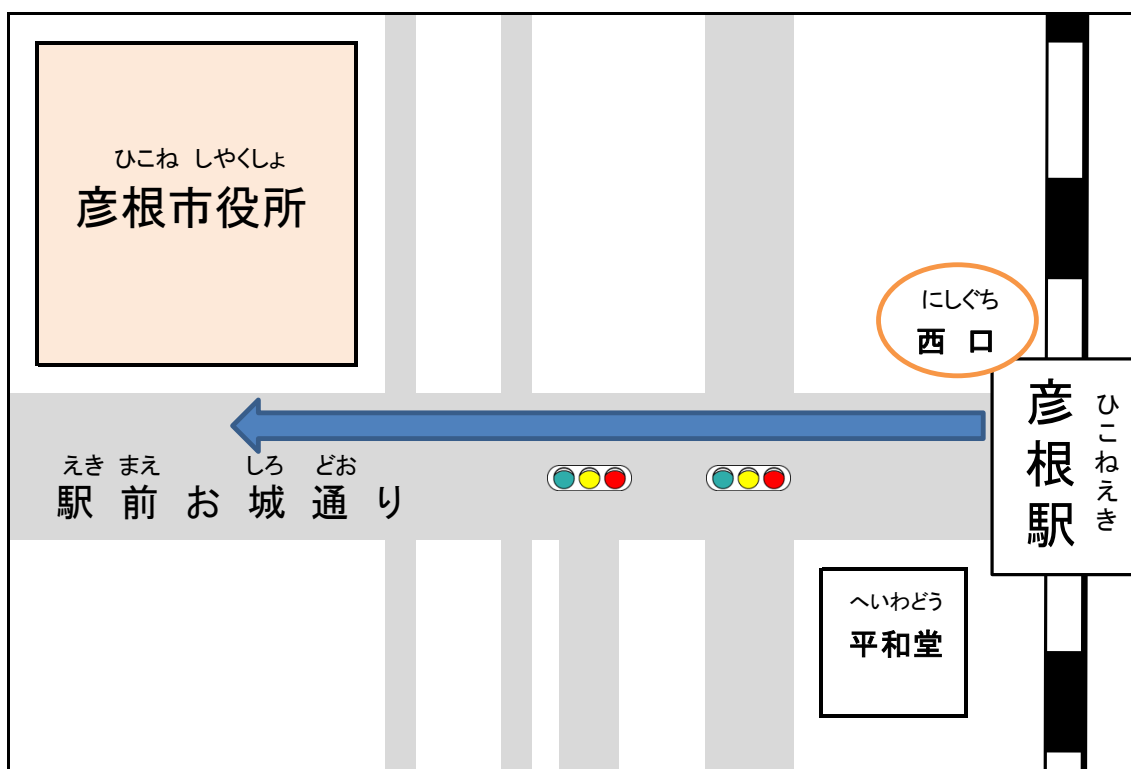 ひこね しやくしょ
彦根市役所
にしぐち
西口
彦根駅
ひこねえき
えき まえ しろ どお
駅前お城通り
へいわどう
平和堂